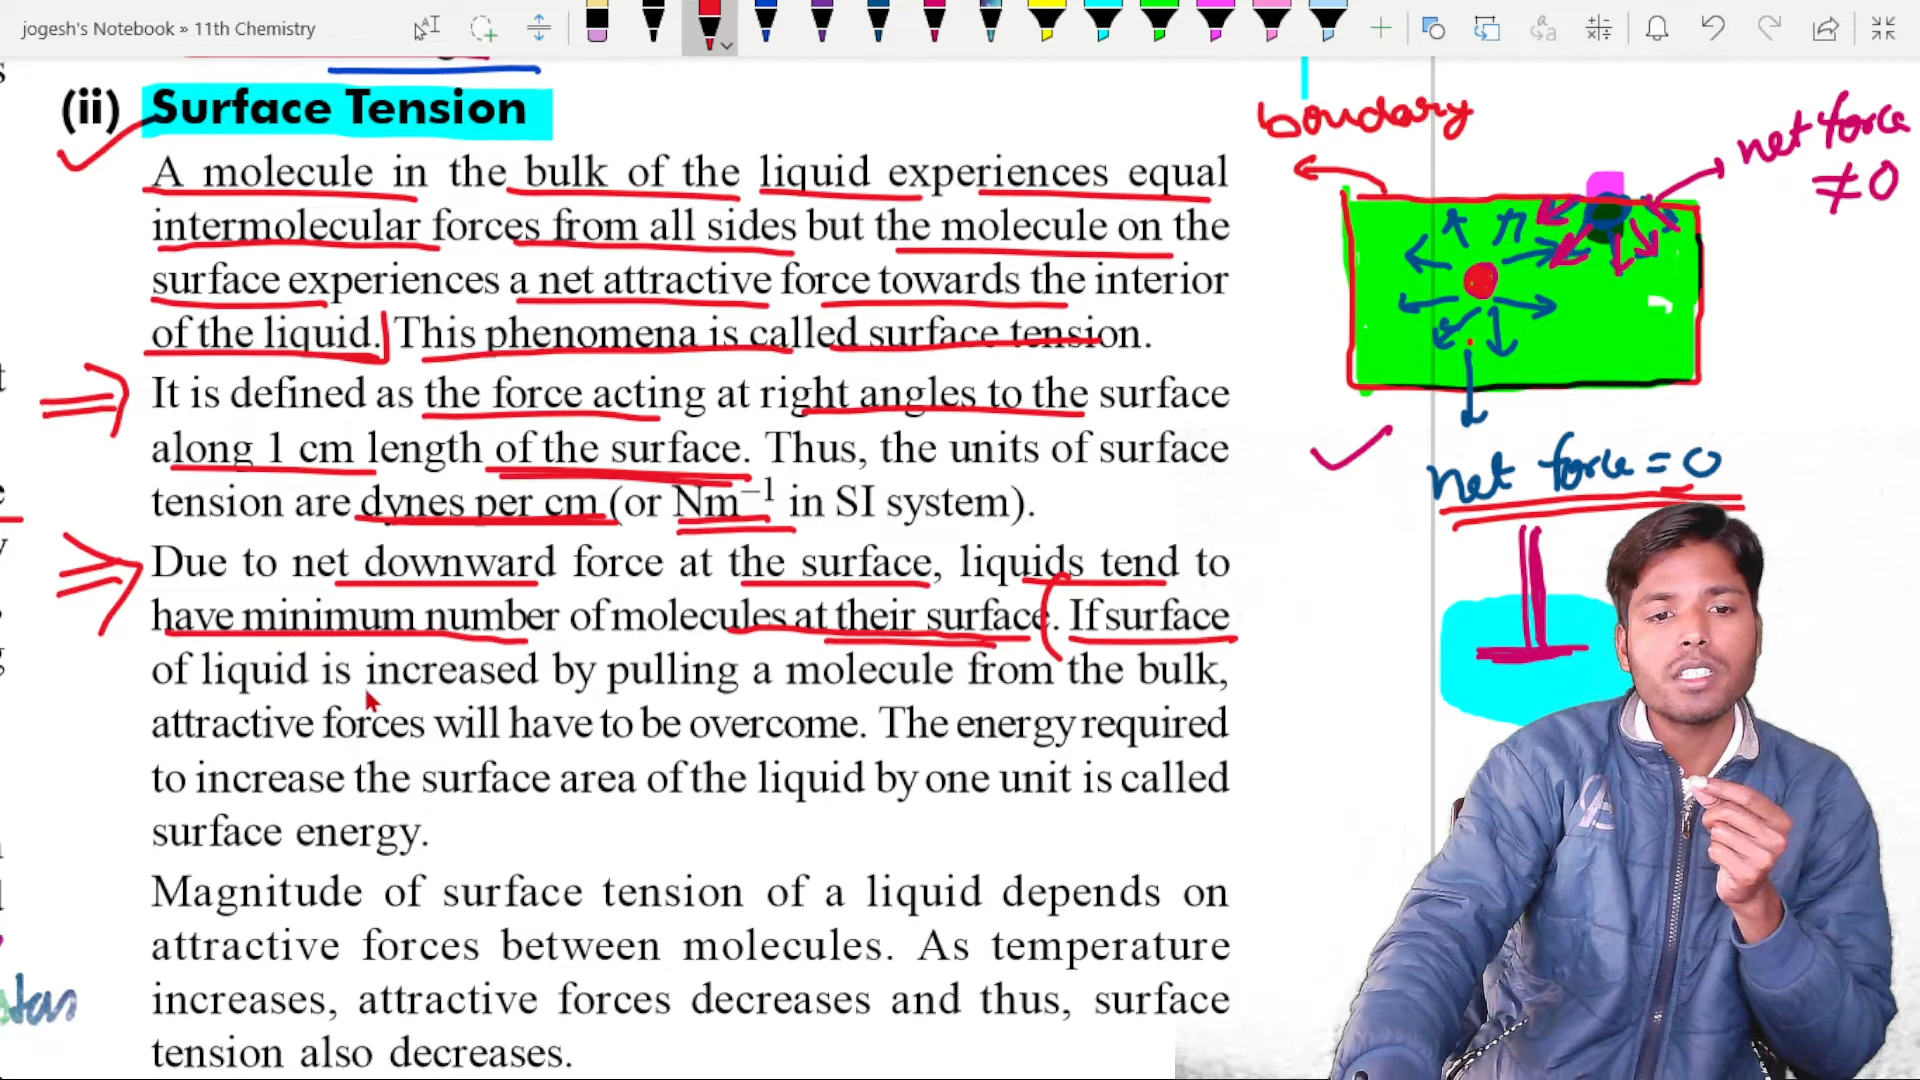 jogesh's Notebook » 11th Chemistry
(ii) Surface Tension
A molecule in the bulk of the liquid experiences equal
intermolecular forces from all sides but the molecule on the
surface experiences a net attractive force towards the interior
of the liquid. This phenomena is called surface tension.
It is defined as the force acting at right angles to the surface
along 1 cm length of the surface. Thus, the units of surface
tension are dynes per cm (or Nm⁻¹ in SI system).
Due to net downward force at the surface, liquids tend to
have minimum number of molecules at their surface. If surface
of liquid is increased by pulling a molecule from the bulk,
attractive forces will have to be overcome. The energy required
to increase the surface area of the liquid by one unit is called
surface energy.
Magnitude of surface tension of a liquid depends on
attractive forces between molecules. As temperature
increases, attractive forces decreases and thus, surface
tension also decreases.
boudary
net force
≠0
net force = 0